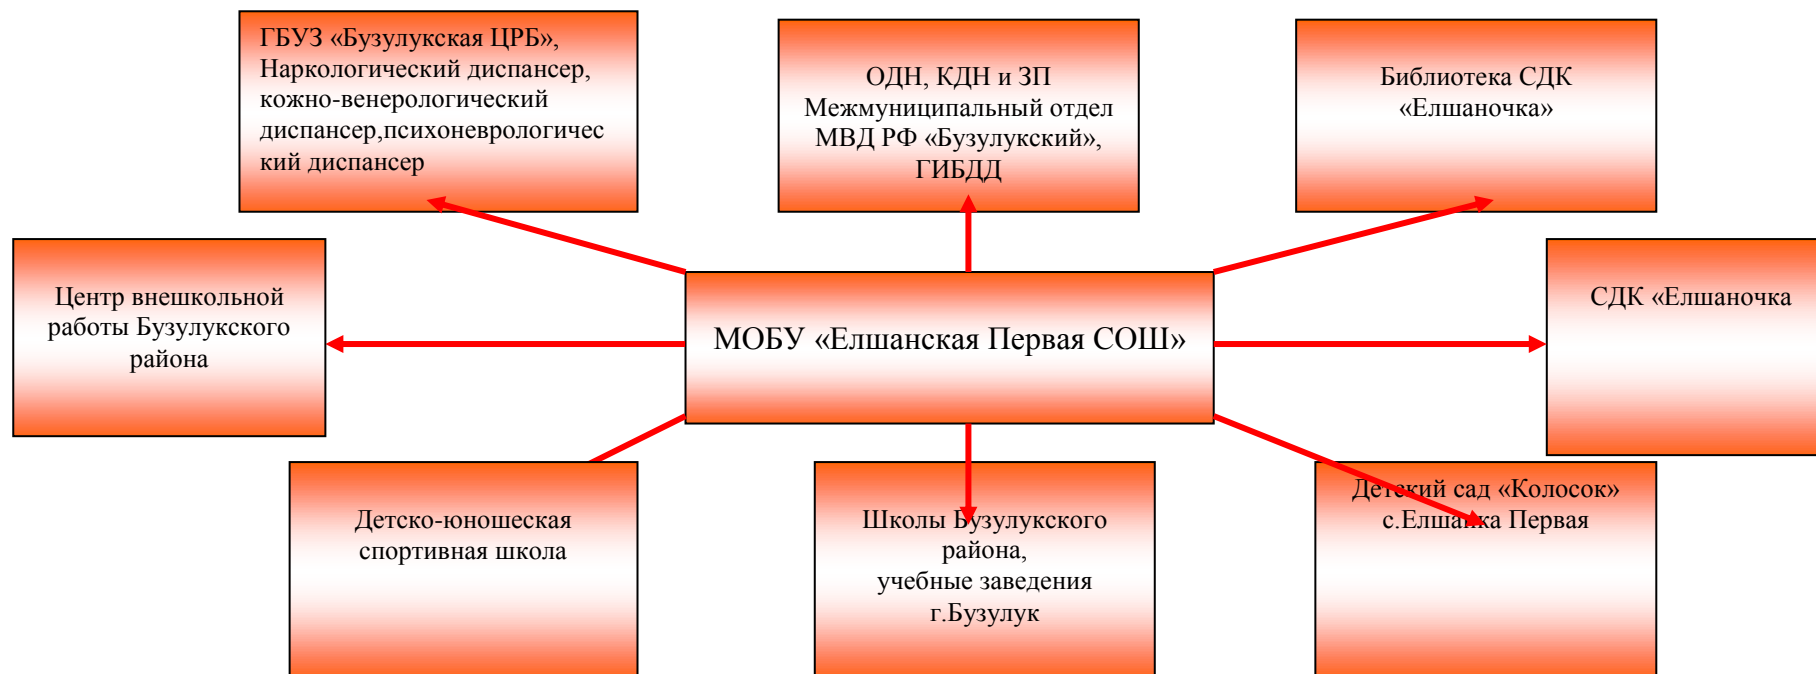 ГБУЗ «Бузулукская ЦРБ»,
Наркологический диспансер,
кожно-венерологический
диспансер,психоневрологичес
кий диспансер
ОДН, КДН и ЗП
Межмуниципальный отдел
МВД РФ «Бузулукский»,
ГИБДД
Библиотека СДК
«Елшаночка»
Центр внешкольной
работы Бузулукского
района
МОБУ «Елшанская Первая СОШ»
СДК «Елшаночка
Детско-юношеская
спортивная школа
Школы Бузулукского
района,
учебные заведения
г.Бузулук
Детский сад «Колосок»
с.Елшанка Первая